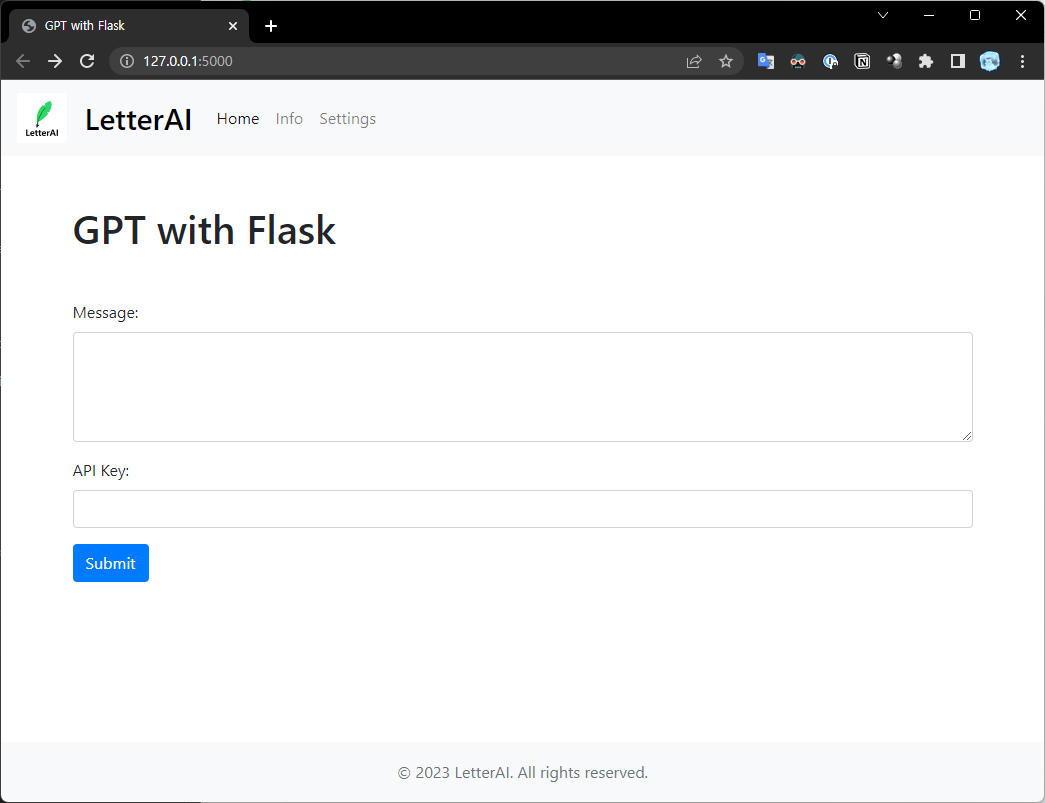 GPT with Flask
127.0.0.1:5000
LetterAI
LetterAI Home Info Settings
GPT with Flask
Message:
API Key:
Submit
© 2023 LetterAI. All rights reserved.